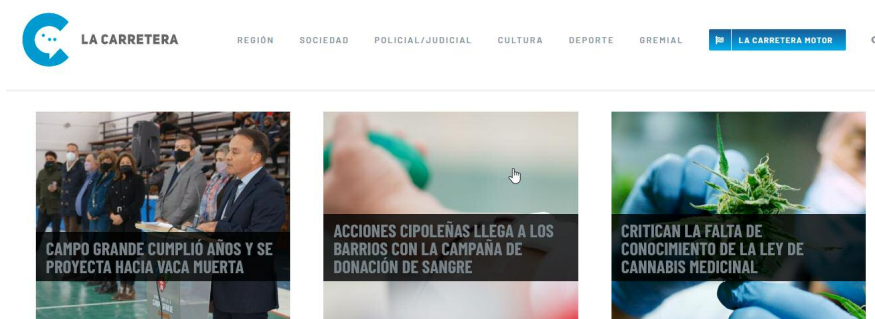 LA CARRETERA
REGIÓN SOCIEDAD POLICIAL/JUDICIAL CULTURA DEPORTE GREMIAL LA CARRETERA MOTOR
CAMPO GRANDE CUMPLIÓ AÑOS Y SE
PROYECTA HACIA VACA MUERTA
ACCIONES CIPOLEÑAS LLEGA A LOS
BARRIOS CON LA CAMPAÑA DE
DONACIÓN DE SANGRE
CRITICAN LA FALTA DE
CONOCIMIENTO DE LA LEY DE
CANNABIS MEDICINAL